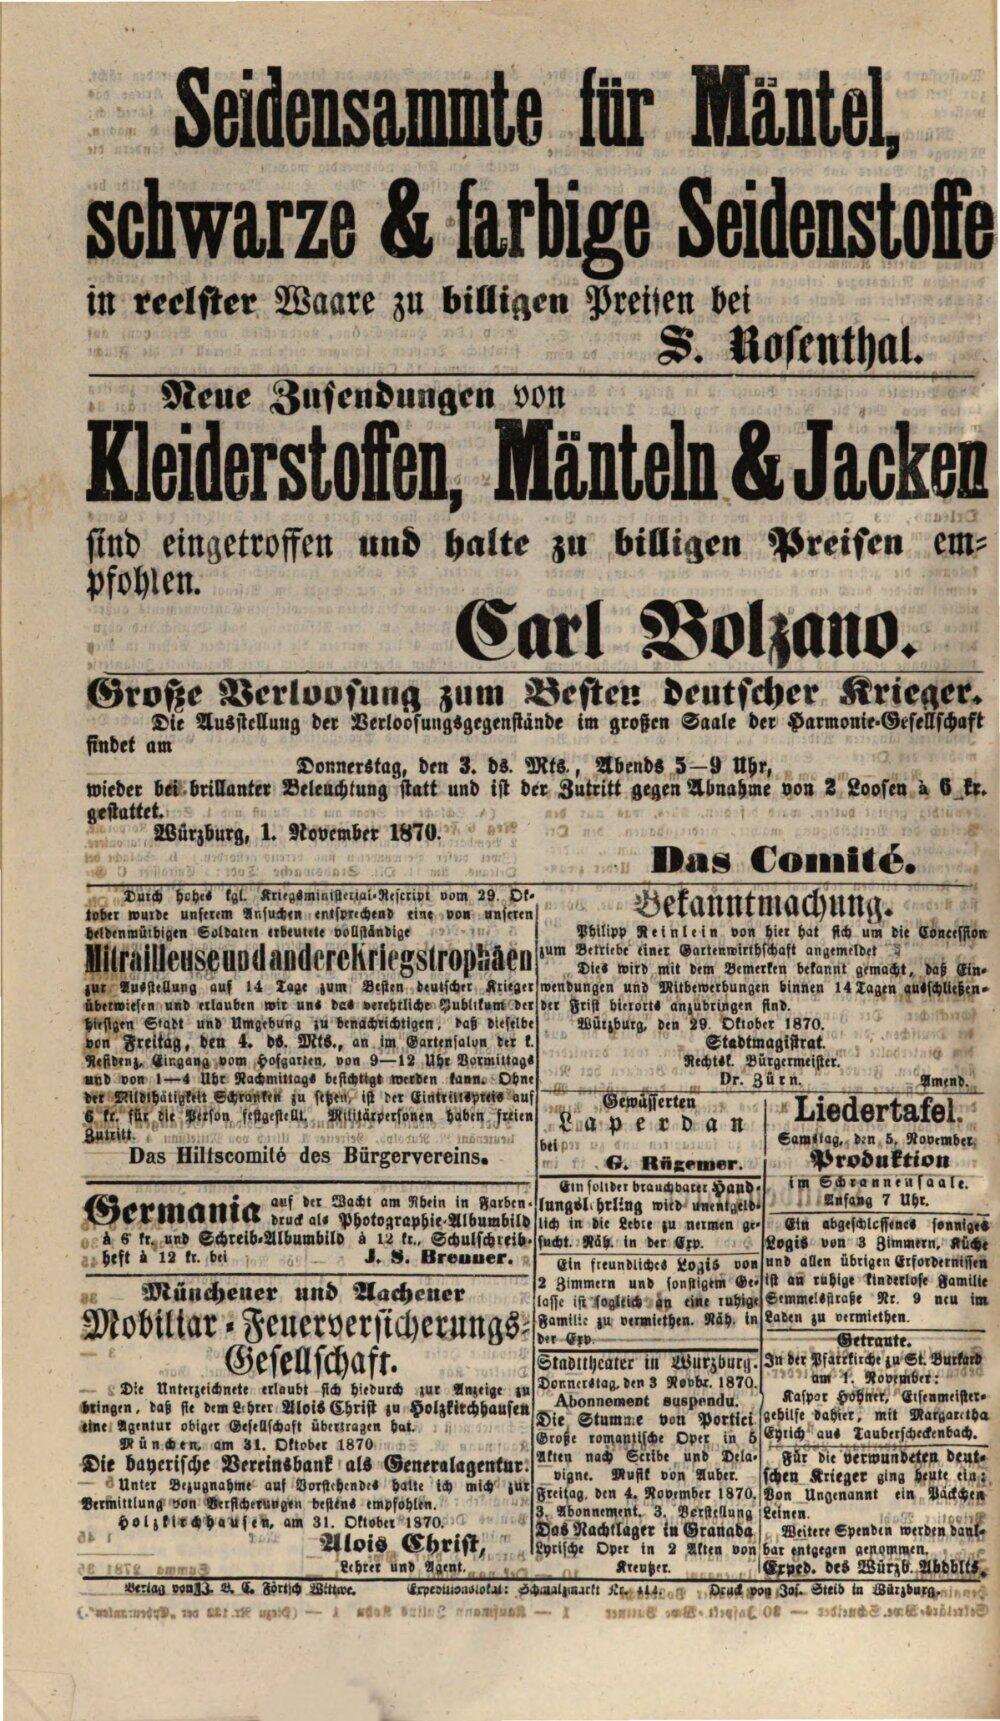 Seidensammte für Mäntel,
schwarze & farbige Seidenstoffe
in reelster Waare zu billigen Preisen bei
S. Rosenthal.
Neue Zusendungen von
Kleiderstoffen, Mänteln & Jacken
sind eingetroffen und halte zu billigen Preisen em-
pfohlen.
Carl Bolzano.
Große Verloosung zum Besten deutscher Krieger.
Die Ausstellung der Verloosungsgegenstände im großen Saale der Harmonie-Gesellschaft
findet am
Donnerstag, den 3. ds. Mts., Abends 5—9 Uhr,
wieder bei brillanter Beleuchtung statt und ist der Zutritt gegen Abnahme von 2 Loosen à 6 kr.
gestattet.
Würzburg, 1. November 1870.
Das Comité.
Durch hohes kgl. Kriegsministerial-Rescript vom 29. Ok-
tober wurde unserem Ansuchen entsprechend eine von unseren
heldenmüthigen Soldaten erbeutete vollständige
Mitrailleuse und andere Kriegstrophäen
zur Ausstellung auf 14 Tage zum Besten deutscher Krieger
überwiesen und erlauben wir uns das verehrliche Publikum der
hiesigen Stadt und Umgebung zu benachrichtigen, daß dieselbe
von Freitag, den 4. ds. Mts., an im Gartensalon der k.
Residenz, Eingang vom Hofgarten, von 9—12 Uhr Vormittags
und von 1—4 Uhr Nachmittags besichtigt werden kann. Ohne
der Mildthätigkeit Schranken zu setzen, ist der Eintrittspreis auf
6 kr. für die Person festgestellt, Militärpersonen haben freien
Zutritt.
Das Hilfscomité des Bürgervereins.
Germania auf der Wacht am Rhein in Farben-
druck als Photographie-Albumbild
à 6 kr. und Schreib-Albumbild à 12 kr., Schulschreib-
heft à 12 kr. bei J. S. Brenner.
Münchener und Aachener
Mobiliar-Feuerversicherungs-
Gesellschaft.
Die Unterzeichnete erlaubt sich hiedurch zur Anzeige zu
bringen, daß sie dem Lehrer Alois Christ zu Holzkirchhausen
eine Agentur obiger Gesellschaft übertragen hat.
München, am 31. Oktober 1870
Die bayerische Vereinsbank als Generalagentur.
Unter Bezugnahme auf Vorstehendes halte ich mich zur
Vermittlung von Versicherungen bestens empfohlen.
Holzkirchhausen, am 31. Oktober 1870.
Alois Christ,
Lehrer und Agent.
Bekanntmachung.
Philipp Reinlein von hier hat sich um die Concession
zum Betriebe einer Gartenwirthschaft angemeldet
Dies wird mit dem Bemerken bekannt gemacht, daß Ein-
wendungen und Mitbewerbungen binnen 14 Tagen ausschließen-
der Frist hierorts anzubringen sind.
Würzburg, den 29. Oktober 1870.
Stadtmagistrat.
Rechtsk. Bürgermeister.
Dr. Zürn.
Amend.
Gewässerten
Laperdan
bei
G. Rügemer.
Ein solider brauchbarer Hand-
lungslehrling wird unentgeld-
lich in die Lehre zu nehmen ge-
sucht. Näh. in der Exp.
Ein freundliches Logis von
2 Zimmern und sonstigem Ge-
lasse ist sogleich an eine ruhige
Familie zu vermiethen. Näh. in
der Exp.
Stadttheater in Würzburg.
Donnerstag, den 3 Novbr. 1870.
Abonnement suspendu.
Die Stumme von Portici
Große romantische Oper in 5
Akten nach Scribe und Dela-
vigne. Musik von Auber.
Freitag, den 4. November 1870.
3. Abonnement. 3. Vorstellung
Das Nachtlager in Granada
Lyrische Oper in 2 Akten von
Kreutzer.
Liedertafel.
Samstag, den 5. November
Produktion
im Schrannensaale.
Anfang 7 Uhr.
Ein abgeschlossenes sonniges
Logis von 3 Zimmern, Küche
und allen übrigen Erfordernissen
ist an ruhige kinderlose Familie
Semmelsstraße Nr. 9 neu im
Laden zu vermiethen.
Getraute.
In der Pfarrkirche zu St. Burkard
am 1. November:
Kaspar Hohner, Eisenmeister-
gehilfe dahier, mit Margaretha
Eyrich aus Tauberscheckenbach.
Für die verwundeten deut-
schen Krieger ging heute ein:
Von Ungenannt ein Päckchen
Leinen.
Weitere Spenden werden dank-
bar entgegen genommen.
Exped. des Würzb. Abdblts.
Verlag von J. B. C. Förtsch Wittwe. Expeditionslokal: Schmalzmarkt Nr. 414. Druck von Jos. Steib in Würzburg.